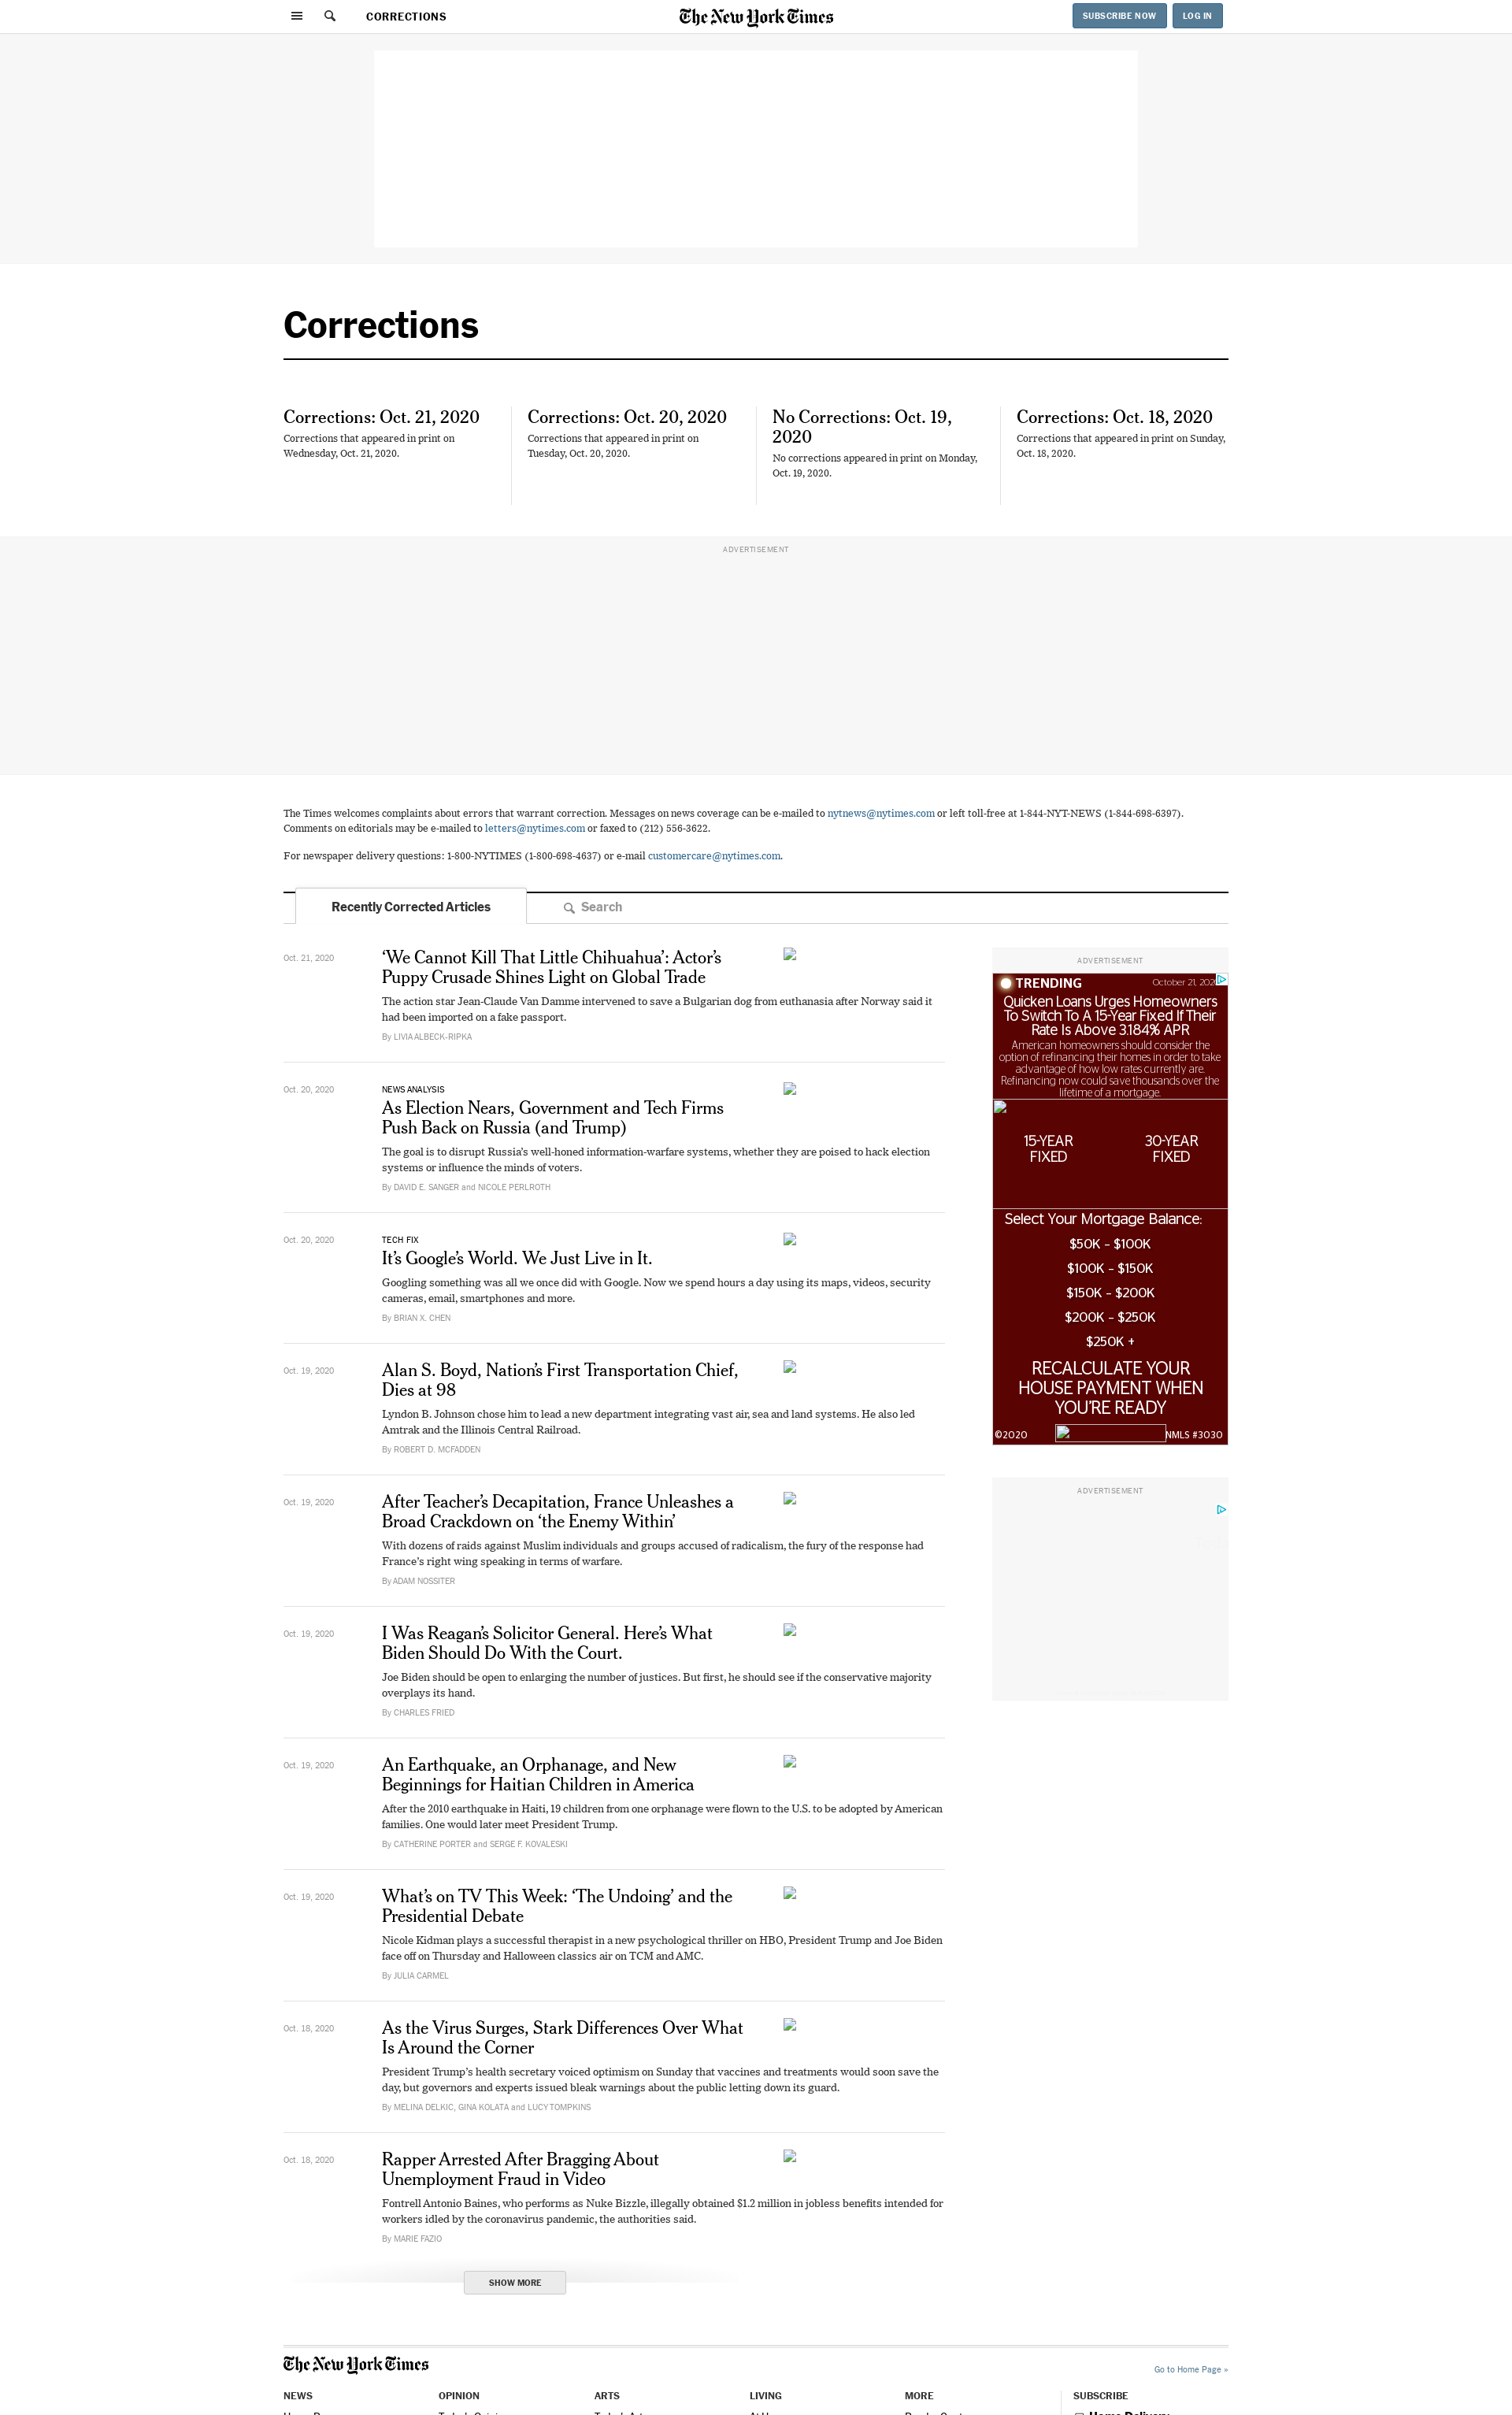 CORRECTIONS
The New York Times
SUBSCRIBE NOW
LOG IN
Corrections
Corrections: Oct. 21, 2020
Corrections that appeared in print on
Wednesday, Oct. 21, 2020.
Corrections: Oct. 20, 2020
Corrections that appeared in print on
Tuesday, Oct. 20, 2020.
No Corrections: Oct. 19,
2020
No corrections appeared in print on Monday,
Oct. 19, 2020.
Corrections: Oct. 18, 2020
Corrections that appeared in print on Sunday,
Oct. 18, 2020.
ADVERTISEMENT
The Times welcomes complaints about errors that warrant correction. Messages on news coverage can be e-mailed to nytnews@nytimes.com or left toll-free at 1-844-NYT-NEWS (1-844-698-6397).
Comments on editorials may be e-mailed to letters@nytimes.com or faxed to (212) 556-3622.
For newspaper delivery questions: 1-800-NYTIMES (1-800-698-4637) or e-mail customercare@nytimes.com.
Recently Corrected Articles
Search
Oct. 21, 2020
‘We Cannot Kill That Little Chihuahua’: Actor’s
Puppy Crusade Shines Light on Global Trade
The action star Jean-Claude Van Damme intervened to save a Bulgarian dog from euthanasia after Norway said it
had been imported on a fake passport.
By LIVIA ALBECK-RIPKA
Oct. 20, 2020
NEWS ANALYSIS
As Election Nears, Government and Tech Firms
Push Back on Russia (and Trump)
The goal is to disrupt Russia’s well-honed information-warfare systems, whether they are poised to hack election
systems or influence the minds of voters.
By DAVID E. SANGER and NICOLE PERLROTH
Oct. 20, 2020
TECH FIX
It’s Google’s World. We Just Live in It.
Googling something was all we once did with Google. Now we spend hours a day using its maps, videos, security
cameras, email, smartphones and more.
By BRIAN X. CHEN
Oct. 19, 2020
Alan S. Boyd, Nation’s First Transportation Chief,
Dies at 98
Lyndon B. Johnson chose him to lead a new department integrating vast air, sea and land systems. He also led
Amtrak and the Illinois Central Railroad.
By ROBERT D. MCFADDEN
Oct. 19, 2020
After Teacher’s Decapitation, France Unleashes a
Broad Crackdown on ‘the Enemy Within’
With dozens of raids against Muslim individuals and groups accused of radicalism, the fury of the response had
France’s right wing speaking in terms of warfare.
By ADAM NOSSITER
Oct. 19, 2020
I Was Reagan’s Solicitor General. Here’s What
Biden Should Do With the Court.
Joe Biden should be open to enlarging the number of justices. But first, he should see if the conservative majority
overplays its hand.
By CHARLES FRIED
Oct. 19, 2020
An Earthquake, an Orphanage, and New
Beginnings for Haitian Children in America
After the 2010 earthquake in Haiti, 19 children from one orphanage were flown to the U.S. to be adopted by American
families. One would later meet President Trump.
By CATHERINE PORTER and SERGE F. KOVALESKI
Oct. 19, 2020
What’s on TV This Week: ‘The Undoing’ and the
Presidential Debate
Nicole Kidman plays a successful therapist in a new psychological thriller on HBO, President Trump and Joe Biden
face off on Thursday and Halloween classics air on TCM and AMC.
By JULIA CARMEL
Oct. 18, 2020
As the Virus Surges, Stark Differences Over What
Is Around the Corner
President Trump’s health secretary voiced optimism on Sunday that vaccines and treatments would soon save the
day, but governors and experts issued bleak warnings about the public letting down its guard.
By MELINA DELKIC, GINA KOLATA and LUCY TOMPKINS
Oct. 18, 2020
Rapper Arrested After Bragging About
Unemployment Fraud in Video
Fontrell Antonio Baines, who performs as Nuke Bizzle, illegally obtained $1.2 million in jobless benefits intended for
workers idled by the coronavirus pandemic, the authorities said.
By MARIE FAZIO
SHOW MORE
ADVERTISEMENT
TRENDING
October 21, 202
Quicken Loans Urges Homeowners
To Switch To A 15-Year Fixed If Their
Rate Is Above 3.184% APR
American homeowners should consider the
option of refinancing their homes in order to take
advantage of how low rates currently are.
Refinancing now could save thousands over the
lifetime of a mortgage.
15-YEAR
FIXED
30-YEAR
FIXED
Select Your Mortgage Balance:
$50K - $100K
$100K - $150K
$150K - $200K
$200K - $250K
$250K +
RECALCULATE YOUR
HOUSE PAYMENT WHEN
YOU’RE READY
©2020
NMLS #3030
ADVERTISEMENT
The New York Times
Go to Home Page »
NEWS
OPINION
ARTS
LIVING
MORE
SUBSCRIBE